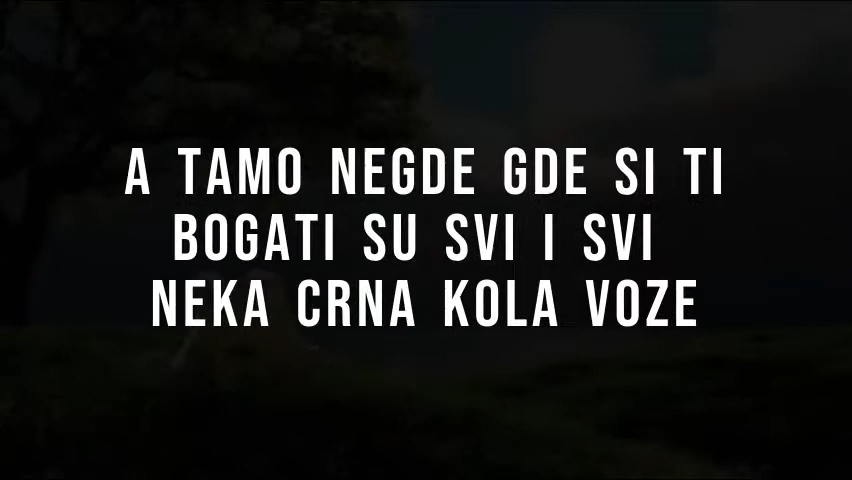 A TAMO NEGDE GDE SI TI
BOGATI SU SVI I SVI
NEKA CRNA KOLA VOZE